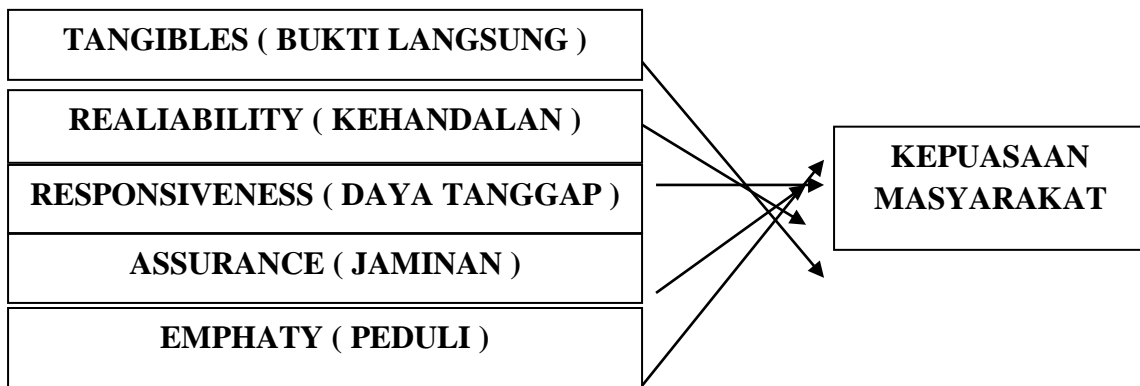 TANGIBLES ( BUKTI LANGSUNG )
REALIABILITY ( KEHANDALAN )
RESPONSIVENESS ( DAYA TANGGAP )
ASSURANCE ( JAMINAN )
EMPHATY ( PEDULI )
KEPUASAAN
MASYARAKAT